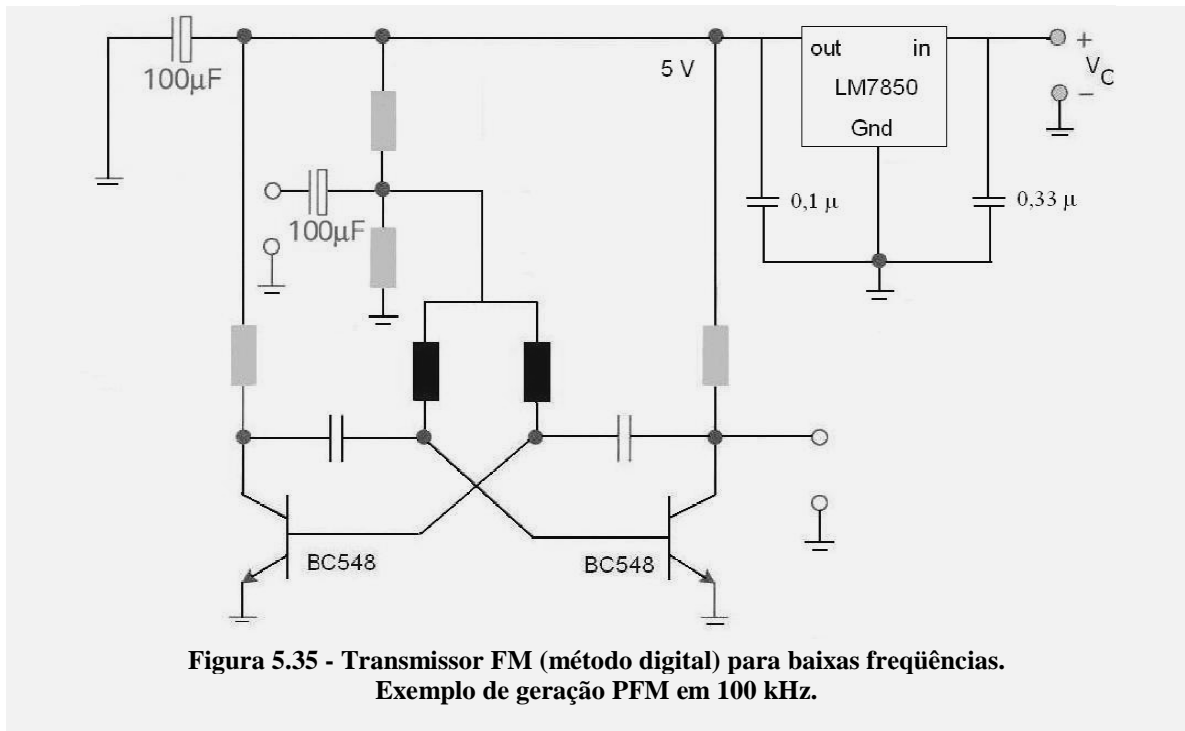 100µF
5 V
out in
LM7850
Gnd
+
V C
−
0,1 µ
0,33 µ
100µF
BC548
BC548
Figura 5.35 - Transmissor FM (método digital) para baixas freqüências.
Exemplo de geração PFM em 100 kHz.